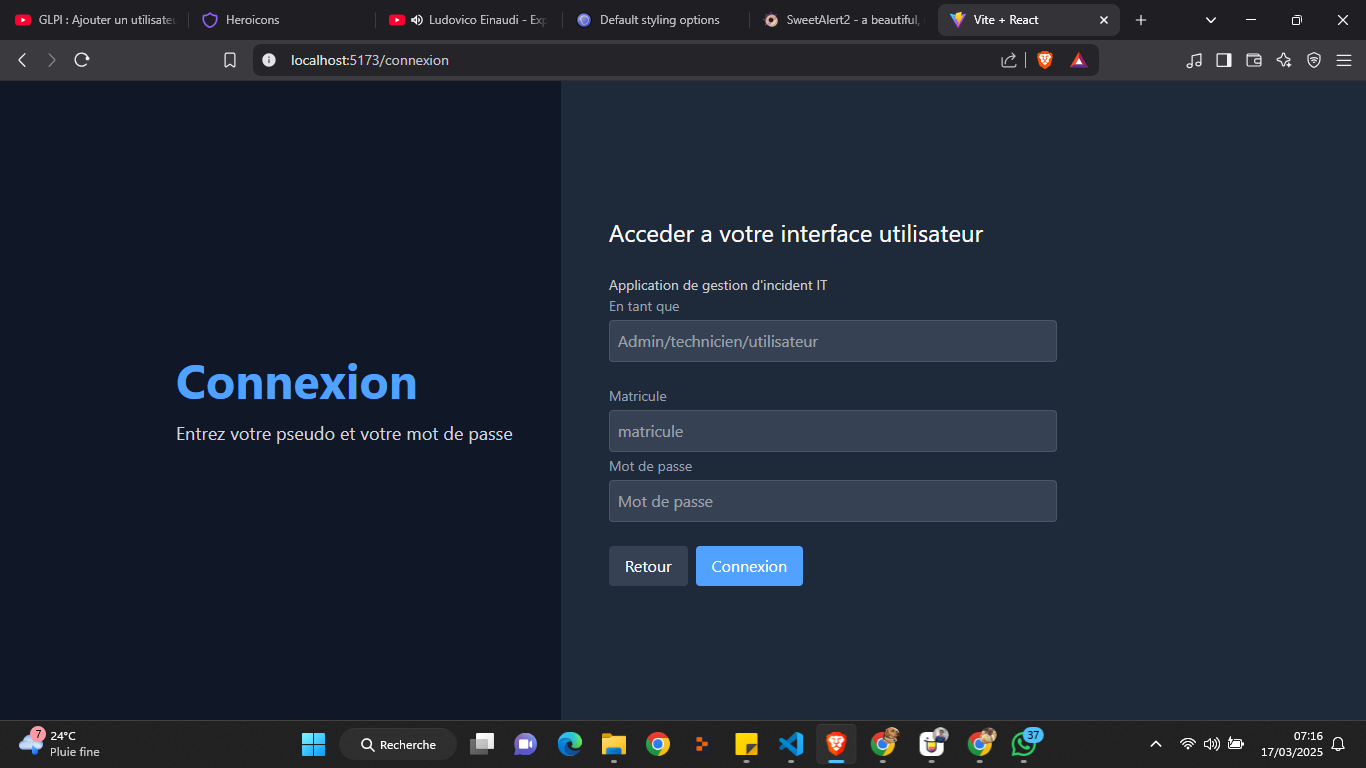 GLPI : Ajouter un utilisateu
Heroicons
Ludovico Einaudi - Exp
Default styling options
SweetAlert2 - a beautiful,
Vite + React
localhost:5173/connexion
Connexion
Entrez votre pseudo et votre mot de passe
Acceder a votre interface utilisateur
Application de gestion d'incident IT
En tant que
Admin/technicien/utilisateur
Matricule
matricule
Mot de passe
Mot de passe
Retour
Connexion
7
24°C
Pluie fine
Recherche
37
07:16
17/03/2025